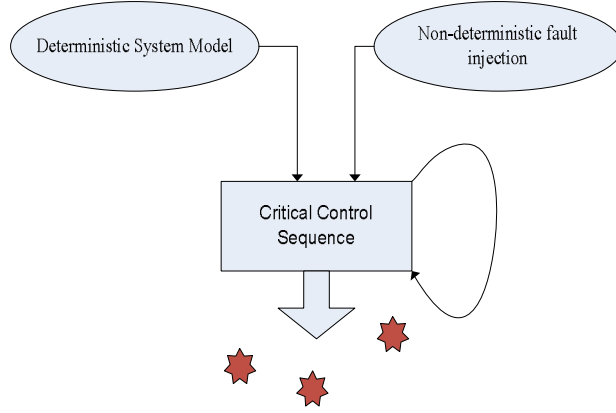 Deterministic System Model
Non-deterministic fault
injection
Critical Control
Sequence